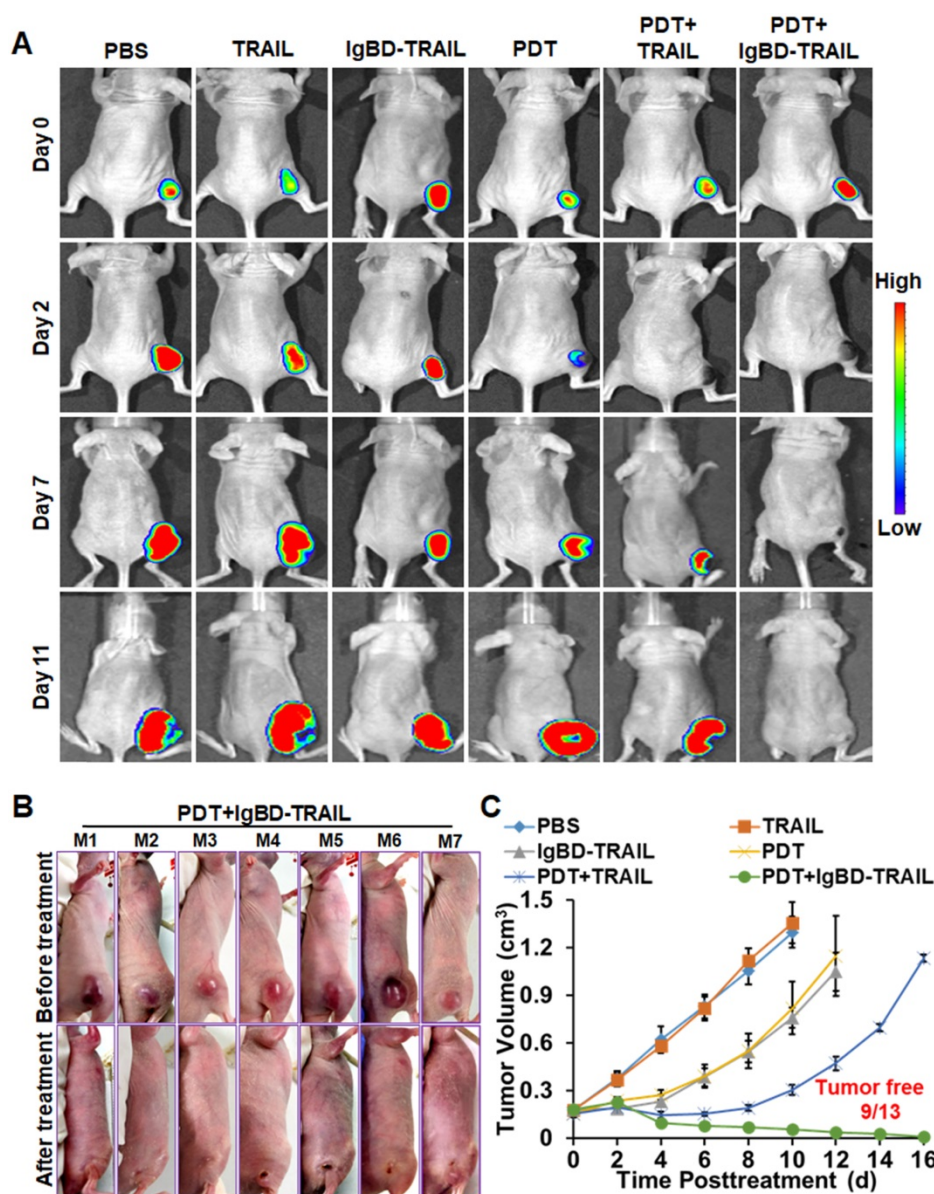 A
PBS TRAIL IgBD-TRAIL PDT PDT+ TRAIL PDT+ IgBD-TRAIL
Day 0
Day 2
High
Low
Day 7
Day 11
B
PDT+IgBD-TRAIL
M1 M2 M3 M4 M5 M6 M7
Before treatment
After treatment
C
PBS TRAIL
IgBD-TRAIL PDT
PDT+TRAIL PDT+IgBD-TRAIL
Tumor Volume (cm³)
1.5
1.2
0.9
0.6
0.3
0
Tumor free
9/13
0 2 4 6 8 10 12 14 16
Time Posttreatment (d)